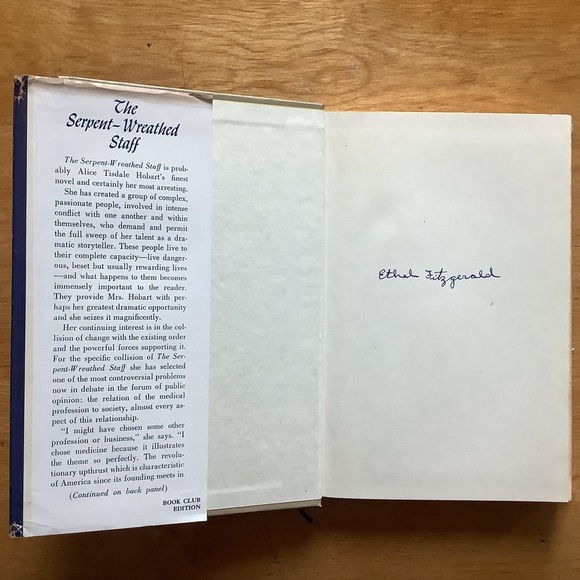 The
Serpent-Wreathed
Staff
The Serpent-Wreathed Staff is prob-
ably Alice Tisdale Hobart's finest
novel and certainly her most arresting.
She has created a group of complex,
passionate people, involved in intense
conflict with one another and within
themselves, who demand and permit
the full sweep of her talent as a dra-
matic storyteller. These people live to
their complete capacity—live danger-
ous, beset but usually rewarding lives
—and what happens to them becomes
immensely important to the reader.
They provide Mrs. Hobart with per-
haps her greatest dramatic opportunity
and she seizes it magnificently.
Her continuing interest is in the col-
lision of change with the existing order
and the powerful forces supporting it.
For the specific collision of The Ser-
pent-Wreathed Staff she has selected
one of the most controversial problems
now in debate in the forum of public
opinion: the relation of the medical
profession to society, almost every as-
pect of this relationship.
"I might have chosen some other
profession or business," she says. "I
chose medicine because it illustrates
the theme so perfectly. The revolu-
tionary upthrust which is characteristic
of America since its founding meets in
(Continued on back panel)
BOOK CLUB
EDITION
Ethel Fitzgerald